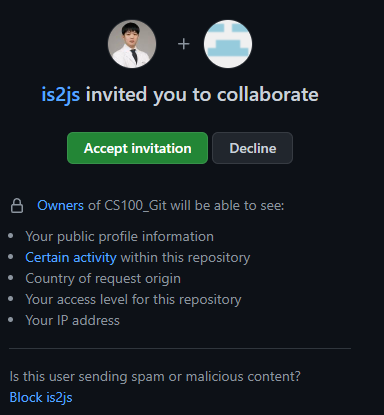 is2js invited you to collaborate
Accept invitation
Decline
Owners of CS100_Git will be able to see:
Your public profile information
Certain activity within this repository
Country of request origin
Your access level for this repository
Your IP address
Is this user sending spam or malicious content?
Block is2js